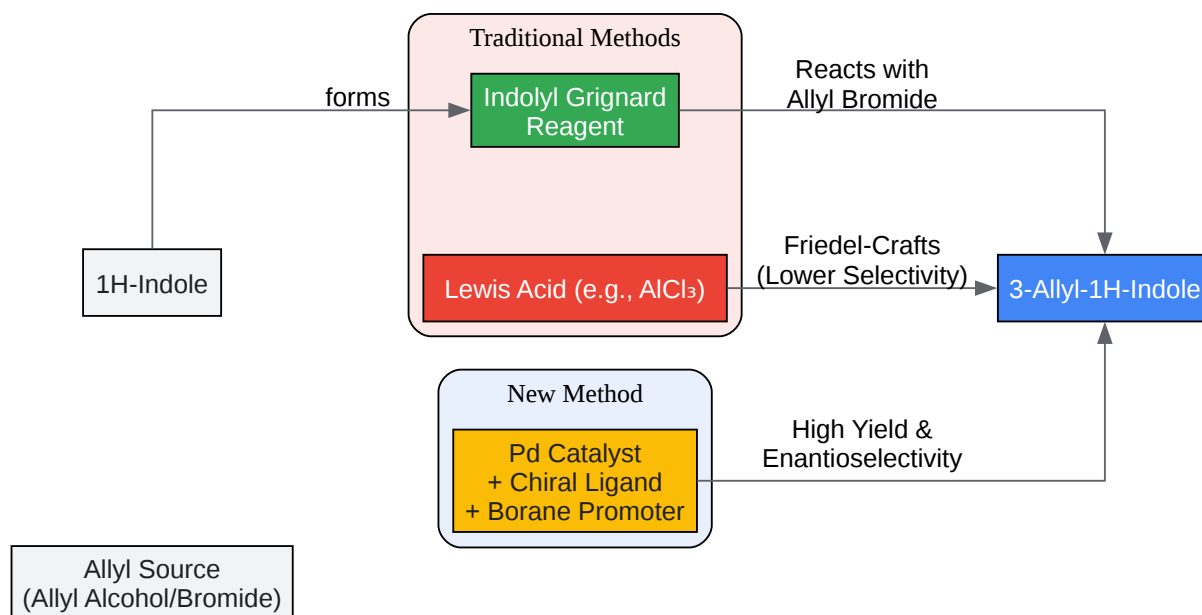 Traditional Methods
forms
Indolyl Grignard
Reagent
Reacts with
Allyl Bromide
1H-Indole
Lewis Acid (e.g., AlCl₃)
Friedel-Crafts
(Lower Selectivity)
3-Allyl-1H-Indole
New Method
Pd Catalyst
+ Chiral Ligand
+ Borane Promoter
High Yield &
Enantioselectivity
Allyl Source
(Allyl Alcohol/Bromide)